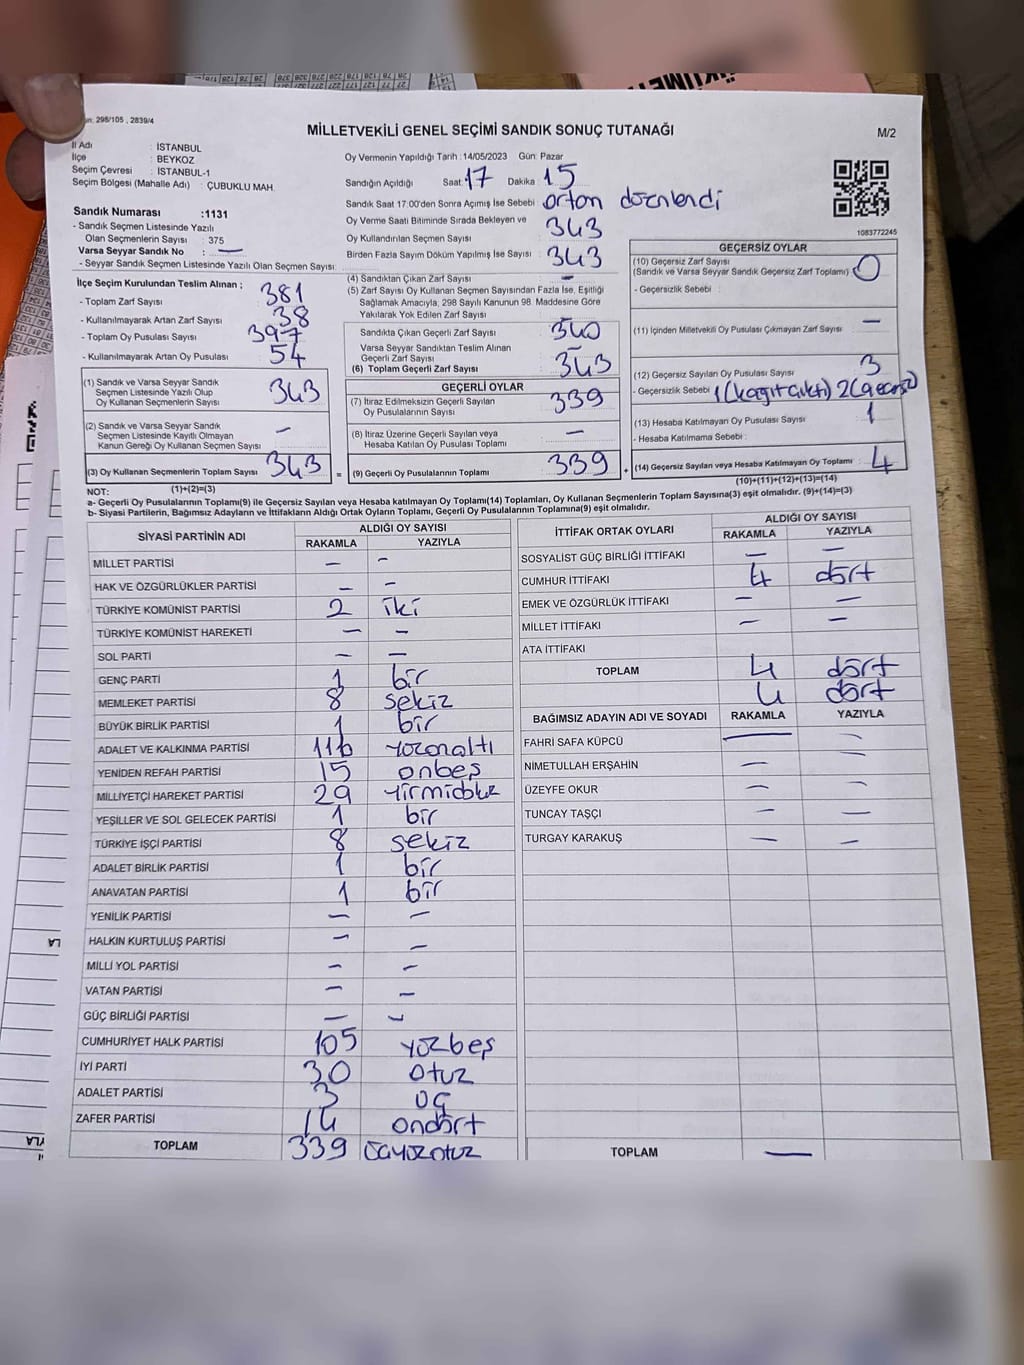 un: 298/105 , 2839/4
MİLLETVEKİLİ GENEL SEÇİMİ SANDIK SONUÇ TUTANAĞI
M/2
İl Adı : İSTANBUL
İlçe : BEYKOZ
Seçim Çevresi : İSTANBUL-1
Seçim Bölgesi (Mahalle Adı) : ÇUBUKLU MAH.
Oy Vermenin Yapıldığı Tarih :14/05/2023 Gün: Pazar
Sandığın Açıldığı Saat: 17 Dakika : 15
Sandık Saat 17:00'den Sonra Açımış İse Sebebi
Oy Verme Saati Bitiminde Sırada Bekleyen ve
Oy Kullandırılan Seçmen Sayısı : 343
Birden Fazla Sayım Döküm Yapılmış İse Sayısı : 343
1083772245
Sandık Numarası :1131
- Sandık Seçmen Listesinde Yazılı
Olan Seçmenlerin Sayısı : 375
Varsa Seyyar Sandık No : —
- Seyyar Sandık Seçmen Listesinde Yazılı Olan Seçmen Sayısı:
İlçe Seçim Kurulundan Teslim Alınan ;
- Toplam Zarf Sayısı : 381
- Kullanılmayarak Artan Zarf Sayısı : 38
- Toplam Oy Pusulası Sayısı : 397
- Kullanılmayarak Artan Oy Pusulası : 54
(1) Sandık ve Varsa Seyyar Sandık
Seçmen Listesinde Yazılı Olup
Oy Kullanan Seçmenlerin Sayısı : 343
(2) Sandık ve Varsa Seyyar Sandık
Seçmen Listesinde Kayıtlı Olmayan
Kanun Gereği Oy Kullanan Seçmen Sayısı : —
(3) Oy Kullanan Seçmenlerin Toplam Sayısı : 343 =
(4) Sandıktan Çıkan Zarf Sayısı : —
(5) Zarf Sayısı Oy Kullanan Seçmen Sayısından Fazla İse, Eşitliği
Sağlamak Amacıyla, 298 Sayılı Kanunun 98. Maddesine Göre
Yakılarak Yok Edilen Zarf Sayısı : —
Sandıkta Çıkan Geçerli Zarf Sayısı : 340
Varsa Seyyar Sandıktan Teslim Alınan
Geçerli Zarf Sayısı : —
(6) Toplam Geçerli Zarf Sayısı : 343
GEÇERLİ OYLAR
(7) İtiraz Edilmeksizin Geçerli Sayılan
Oy Pusulalarının Sayısı : 339
(8) İtiraz Üzerine Geçerli Sayılan veya
Hesaba Katılan Oy Pusulası Toplamı : —
(9) Geçerli Oy Pusulalarının Toplamı : 339 +
GEÇERSİZ OYLAR
(10) Geçersiz Zarf Sayısı
(Sandık ve Varsa Seyyar Sandık Geçersiz Zarf Toplamı) : 0
- Geçersizlik Sebebi :
(11) İçinden Milletvekili Oy Pusulası Çıkmayan Zarf Sayısı : —
(12) Geçersiz Sayılan Oy Pusulası Sayısı : 3
- Geçersizlik Sebebi : 1(kağıt çıktı) 2
(13) Hesaba Katılmayan Oy Pusulası Sayısı : 1
- Hesaba Katılmama Sebebi :
(14) Geçersiz Sayılan veya Hesaba Katılmayan Oy Toplamı : 4
(10)+(11)+(12)+(13)=(14)
NOT: (1)+(2)=(3)
a- Geçerli Oy Pusulalarının Toplamı(9) ile Geçersiz Sayılan veya Hesaba katılmayan Oy Toplamı(14) Toplamları, Oy Kullanan Seçmenlerin Toplam Sayısına(3) eşit olmalıdır. (9)+(14)=(3)
b- Siyasi Partilerin, Bağımsız Adayların ve İttifakların Aldığı Ortak Oyların Toplamı, Geçerli Oy Pusulalarının Toplamına(9) eşit olmalıdır.
SİYASİ PARTİNİN ADI ALDIĞI OY SAYISI
RAKAMLA YAZIYLA
MİLLET PARTİSİ — —
HAK VE ÖZGÜRLÜKLER PARTİSİ — —
TÜRKİYE KOMÜNİST PARTİSİ 2 iki
TÜRKİYE KOMÜNİST HAREKETİ — —
SOL PARTİ — —
GENÇ PARTİ 1 bir
MEMLEKET PARTİSİ 8 sekiz
BÜYÜK BİRLİK PARTİSİ 1 bir
ADALET VE KALKINMA PARTİSİ 116 yüzonaltı
YENİDEN REFAH PARTİSİ 15 onbeş
MİLLİYETÇİ HAREKET PARTİSİ 29 yirmidokuz
YEŞİLLER VE SOL GELECEK PARTİSİ 1 bir
TÜRKİYE İŞÇİ PARTİSİ 8 sekiz
ADALET BİRLİK PARTİSİ 1 bir
ANAVATAN PARTİSİ 1 bir
YENİLİK PARTİSİ — —
HALKIN KURTULUŞ PARTİSİ — —
MİLLİ YOL PARTİSİ — —
VATAN PARTİSİ — —
GÜÇ BİRLİĞİ PARTİSİ — —
CUMHURİYET HALK PARTİSİ 105 yüzbeş
İYİ PARTİ 30 otuz
ADALET PARTİSİ 3 üç
ZAFER PARTİSİ 14 ondört
TOPLAM 339 üçyüzotuz
İTTİFAK ORTAK OYLARI ALDIĞI OY SAYISI
RAKAMLA YAZIYLA
SOSYALİST GÜÇ BİRLİĞİ İTTİFAKI — —
CUMHUR İTTİFAKI 4 dört
EMEK VE ÖZGÜRLÜK İTTİFAKI — —
MİLLET İTTİFAKI — —
ATA İTTİFAKI
TOPLAM 4 dört
4 dört
BAĞIMSIZ ADAYIN ADI VE SOYADI RAKAMLA YAZIYLA
FAHRİ SAFA KÜPCÜ — —
NİMETULLAH ERŞAHİN — —
ÜZEYFE OKUR — —
TUNCAY TAŞÇI — —
TURGAY KARAKUŞ — —
TOPLAM —